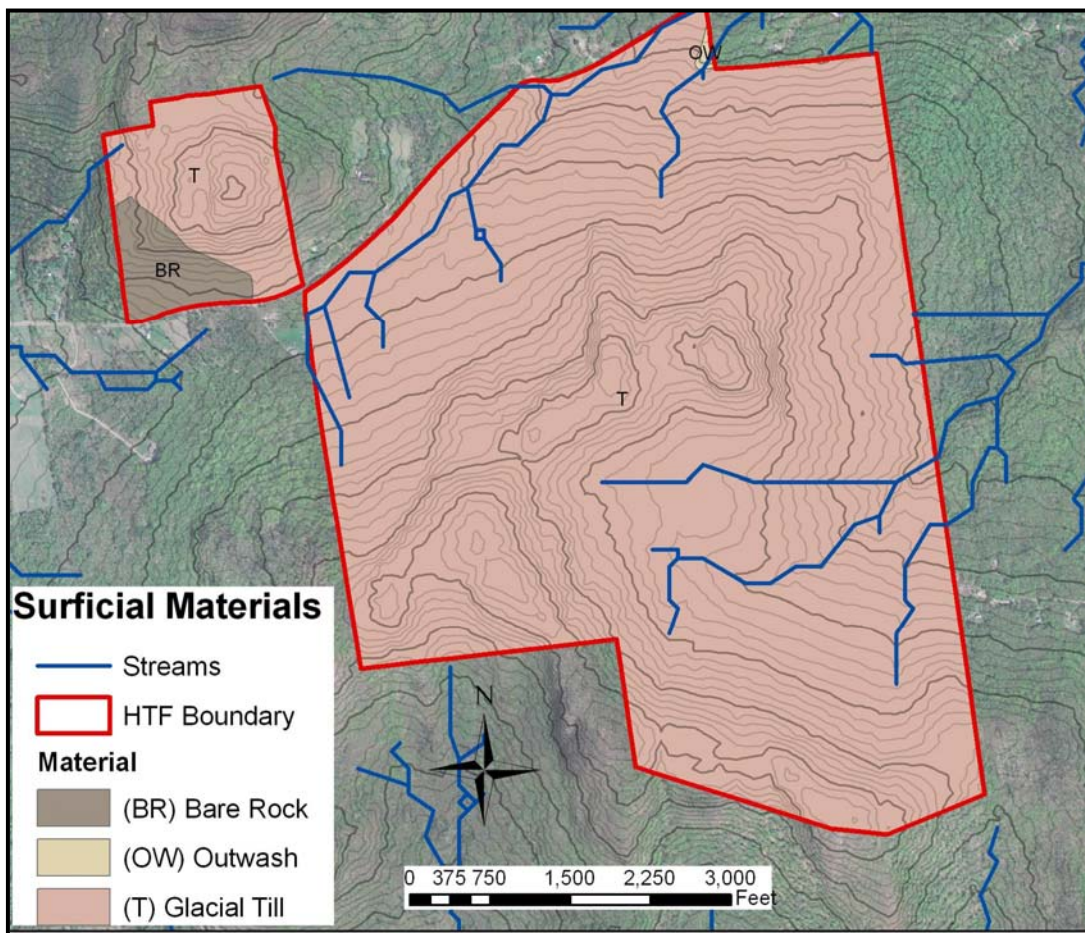 OW
T
BR
T
Surficial Materials
Streams
HTF Boundary
Material
(BR) Bare Rock
(OW) Outwash
(T) Glacial Till
N
0 375 750 1,500 2,250 3,000
Feet